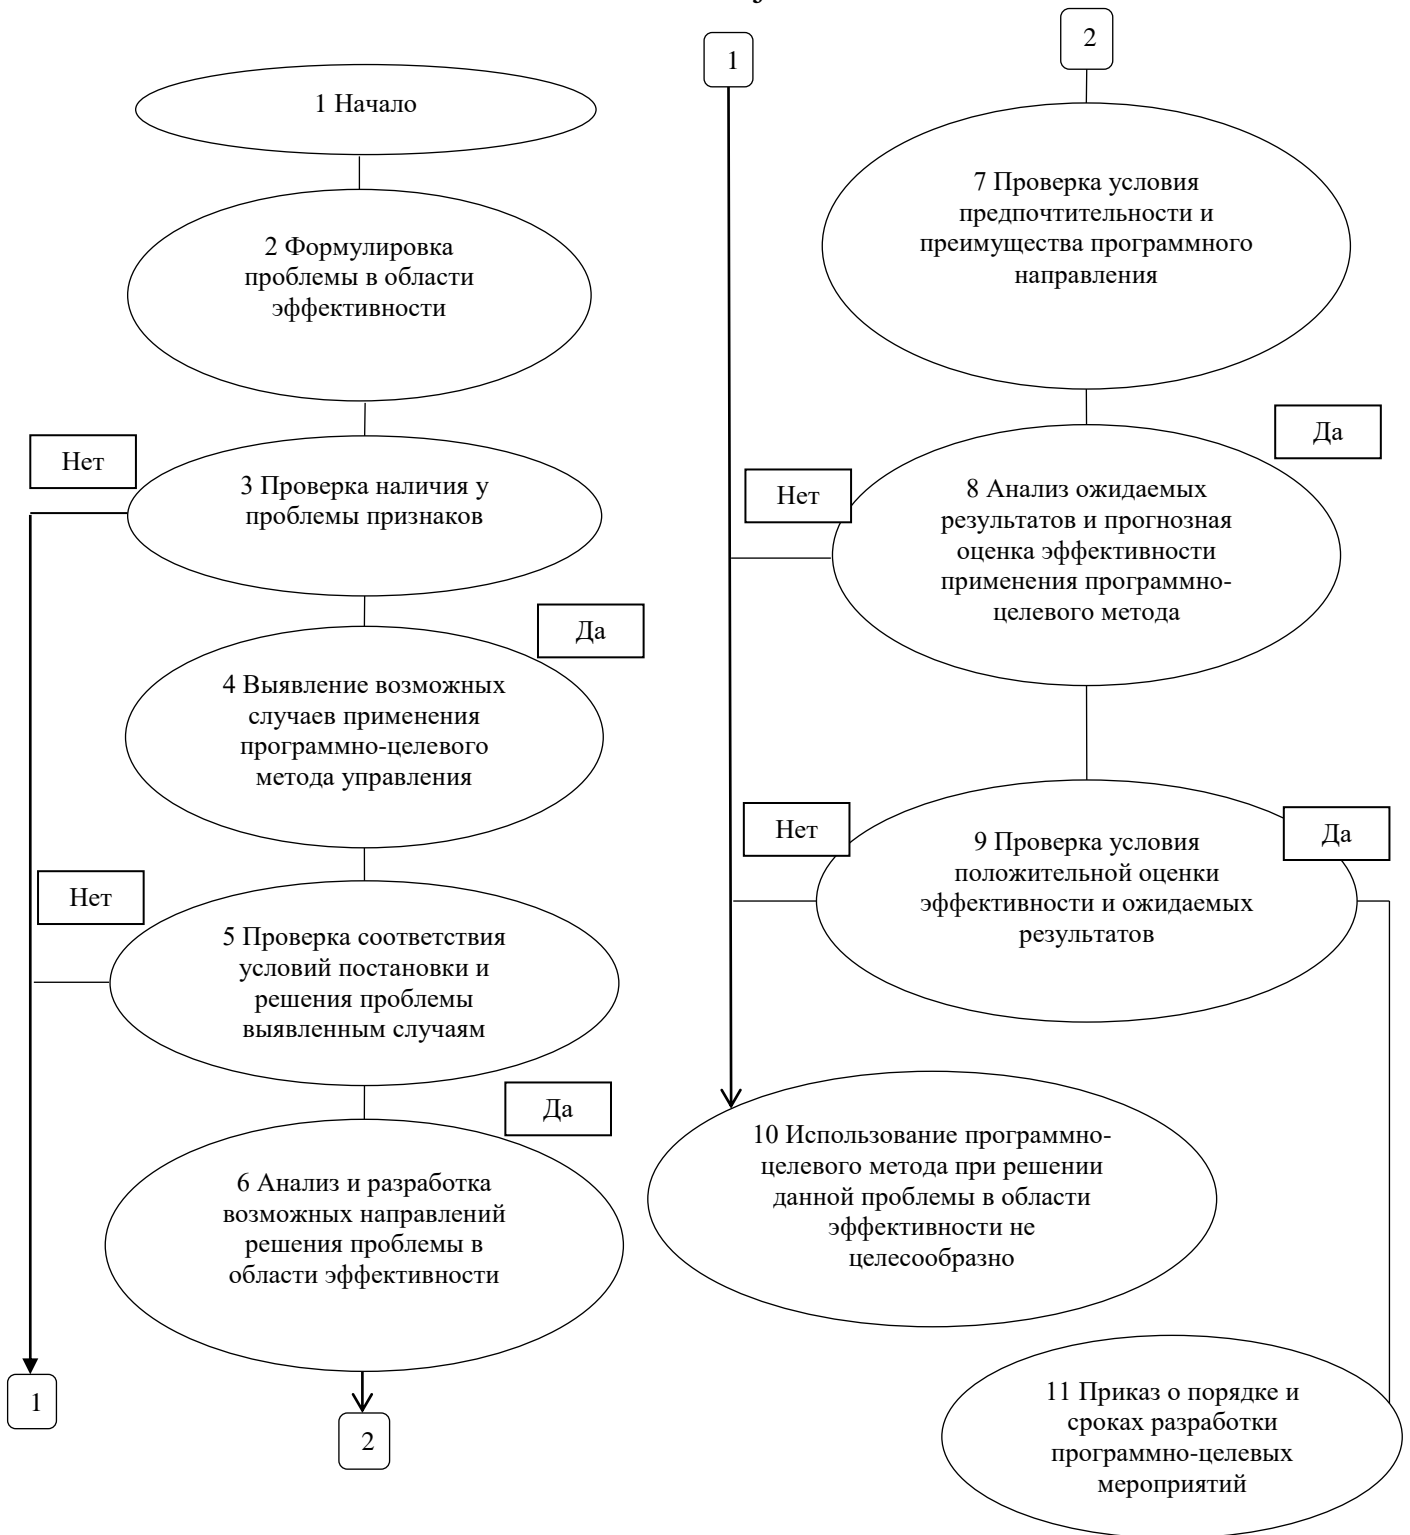 1 Начало
2 Формулировка
проблемы в области
эффективности
Нет
3 Проверка наличия у
проблемы признаков
Да
4 Выявление возможных
случаев применения
программно-целевого
метода управления
Нет
5 Проверка соответствия
условий постановки и
решения проблемы
выявленным случаям
Да
6 Анализ и разработка
возможных направлений
решения проблемы в
области эффективности
1
2
1
2
7 Проверка условия
предпочтительности и
преимущества программного
направления
Да
Нет
8 Анализ ожидаемых
результатов и прогнозная
оценка эффективности
применения программно-
целевого метода
Нет
Да
9 Проверка условия
положительной оценки
эффективности и ожидаемых
результатов
10 Использование программно-
целевого метода при решении
данной проблемы в области
эффективности не
целесообразно
11 Приказ о порядке и
сроках разработки
программно-целевых
мероприятий